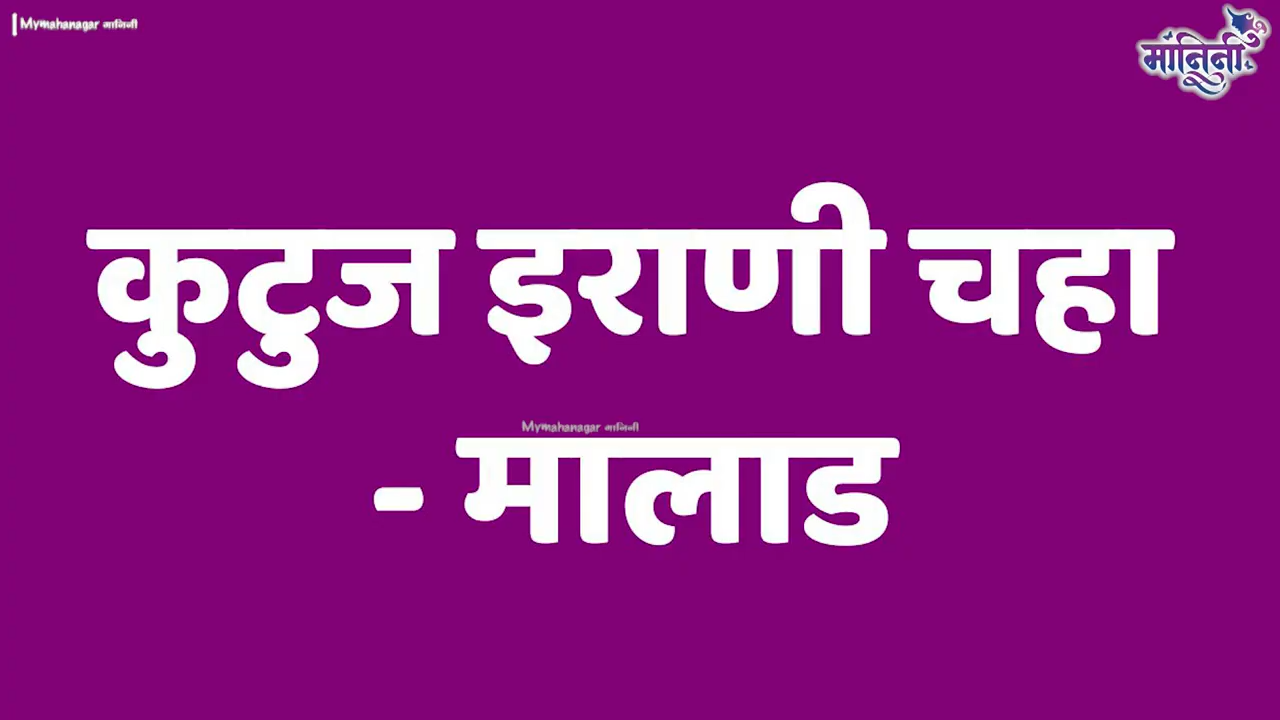 Mymahanagar मानिनी
मानिनी
कुटुज इराणी चहा
Mymahanagar मानिनी
- मालाड